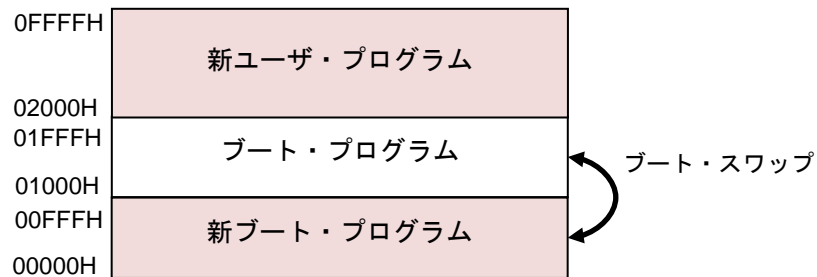 0FFFFH
新ユーザ・プログラム
02000H
01FFFH
ブート・プログラム
ブート・スワップ
01000H
00FFFH
新ブート・プログラム
00000H